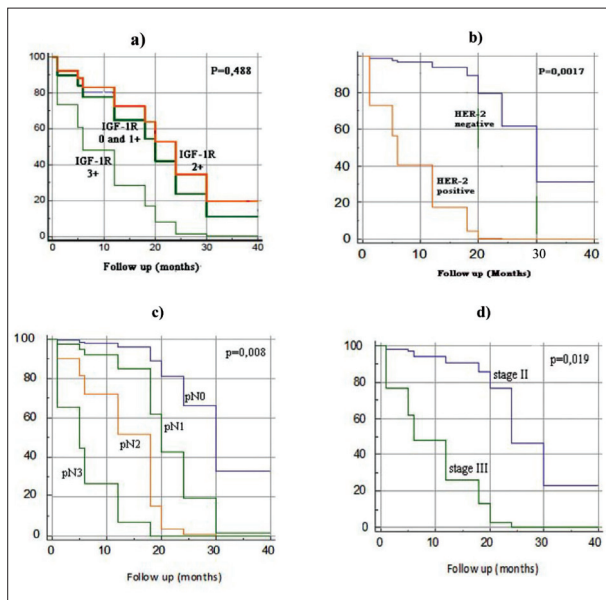 a)
100
80
60
40
20
0
P=0,488
IGF-1R
0 and 1+
IGF-1R
3+
IGF-1R
2+
0 10 20 30 40
Follow up (months)
b)
80
60
40
20
0
P=0,0017
HER-2
negative
HER-2
positive
0 10 20 30 40
Follow up (Months)
c)
100
80
60
40
20
0
p=0,008
pN0
pN1
pN2
pN3
0 10 20 30 40
Follow up (months)
d)
100
80
60
40
20
0
p=0,019
stage II
stage III
0 10 20 30 40
Follow up (months)